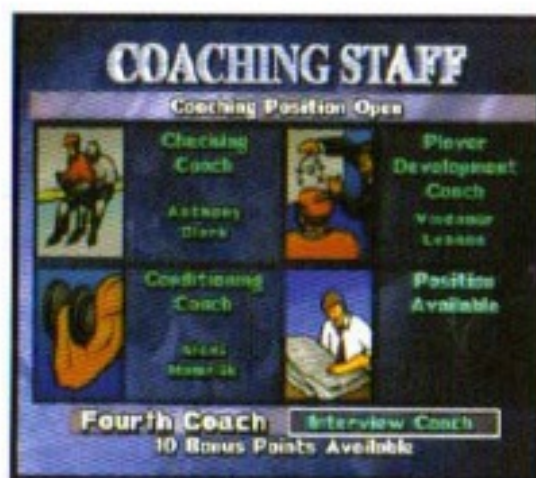 COACHING STAFF
Coaching Position Open
Checking
Coach
Anthony
Player
Development
Coach
Conditioning
Coach
Position
Available
Fourth Coach
Interview Coach
10 Bonus Points Available